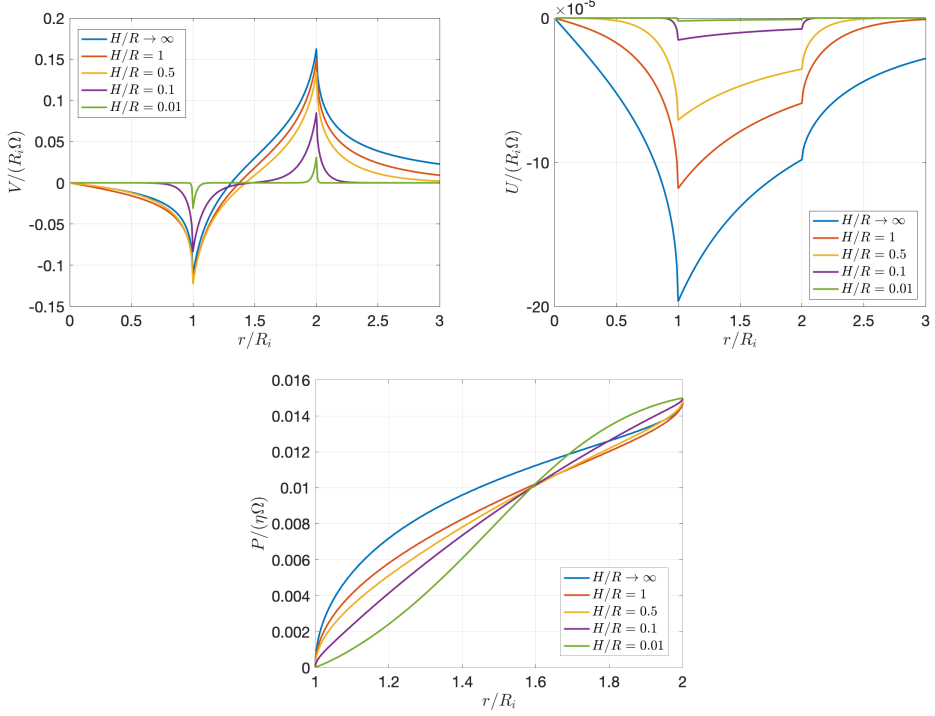 0.2
0.15
0.1
0.05
0
-0.05
-0.1
-0.15
V/(R_iΩ)
H/R → ∞
H/R = 1
H/R = 0.5
H/R = 0.1
H/R = 0.01
0 0.5 1 1.5 2 2.5 3
r/R_i
×10⁻⁵
0
-10
-20
U/(R_iΩ)
H/R → ∞
H/R = 1
H/R = 0.5
H/R = 0.1
H/R = 0.01
0 0.5 1 1.5 2 2.5 3
r/R_i
0.016
0.014
0.012
0.01
0.008
0.006
0.004
0.002
0
P/(ηΩ)
H/R → ∞
H/R = 1
H/R = 0.5
H/R = 0.1
H/R = 0.01
1 1.2 1.4 1.6 1.8 2
r/R_i